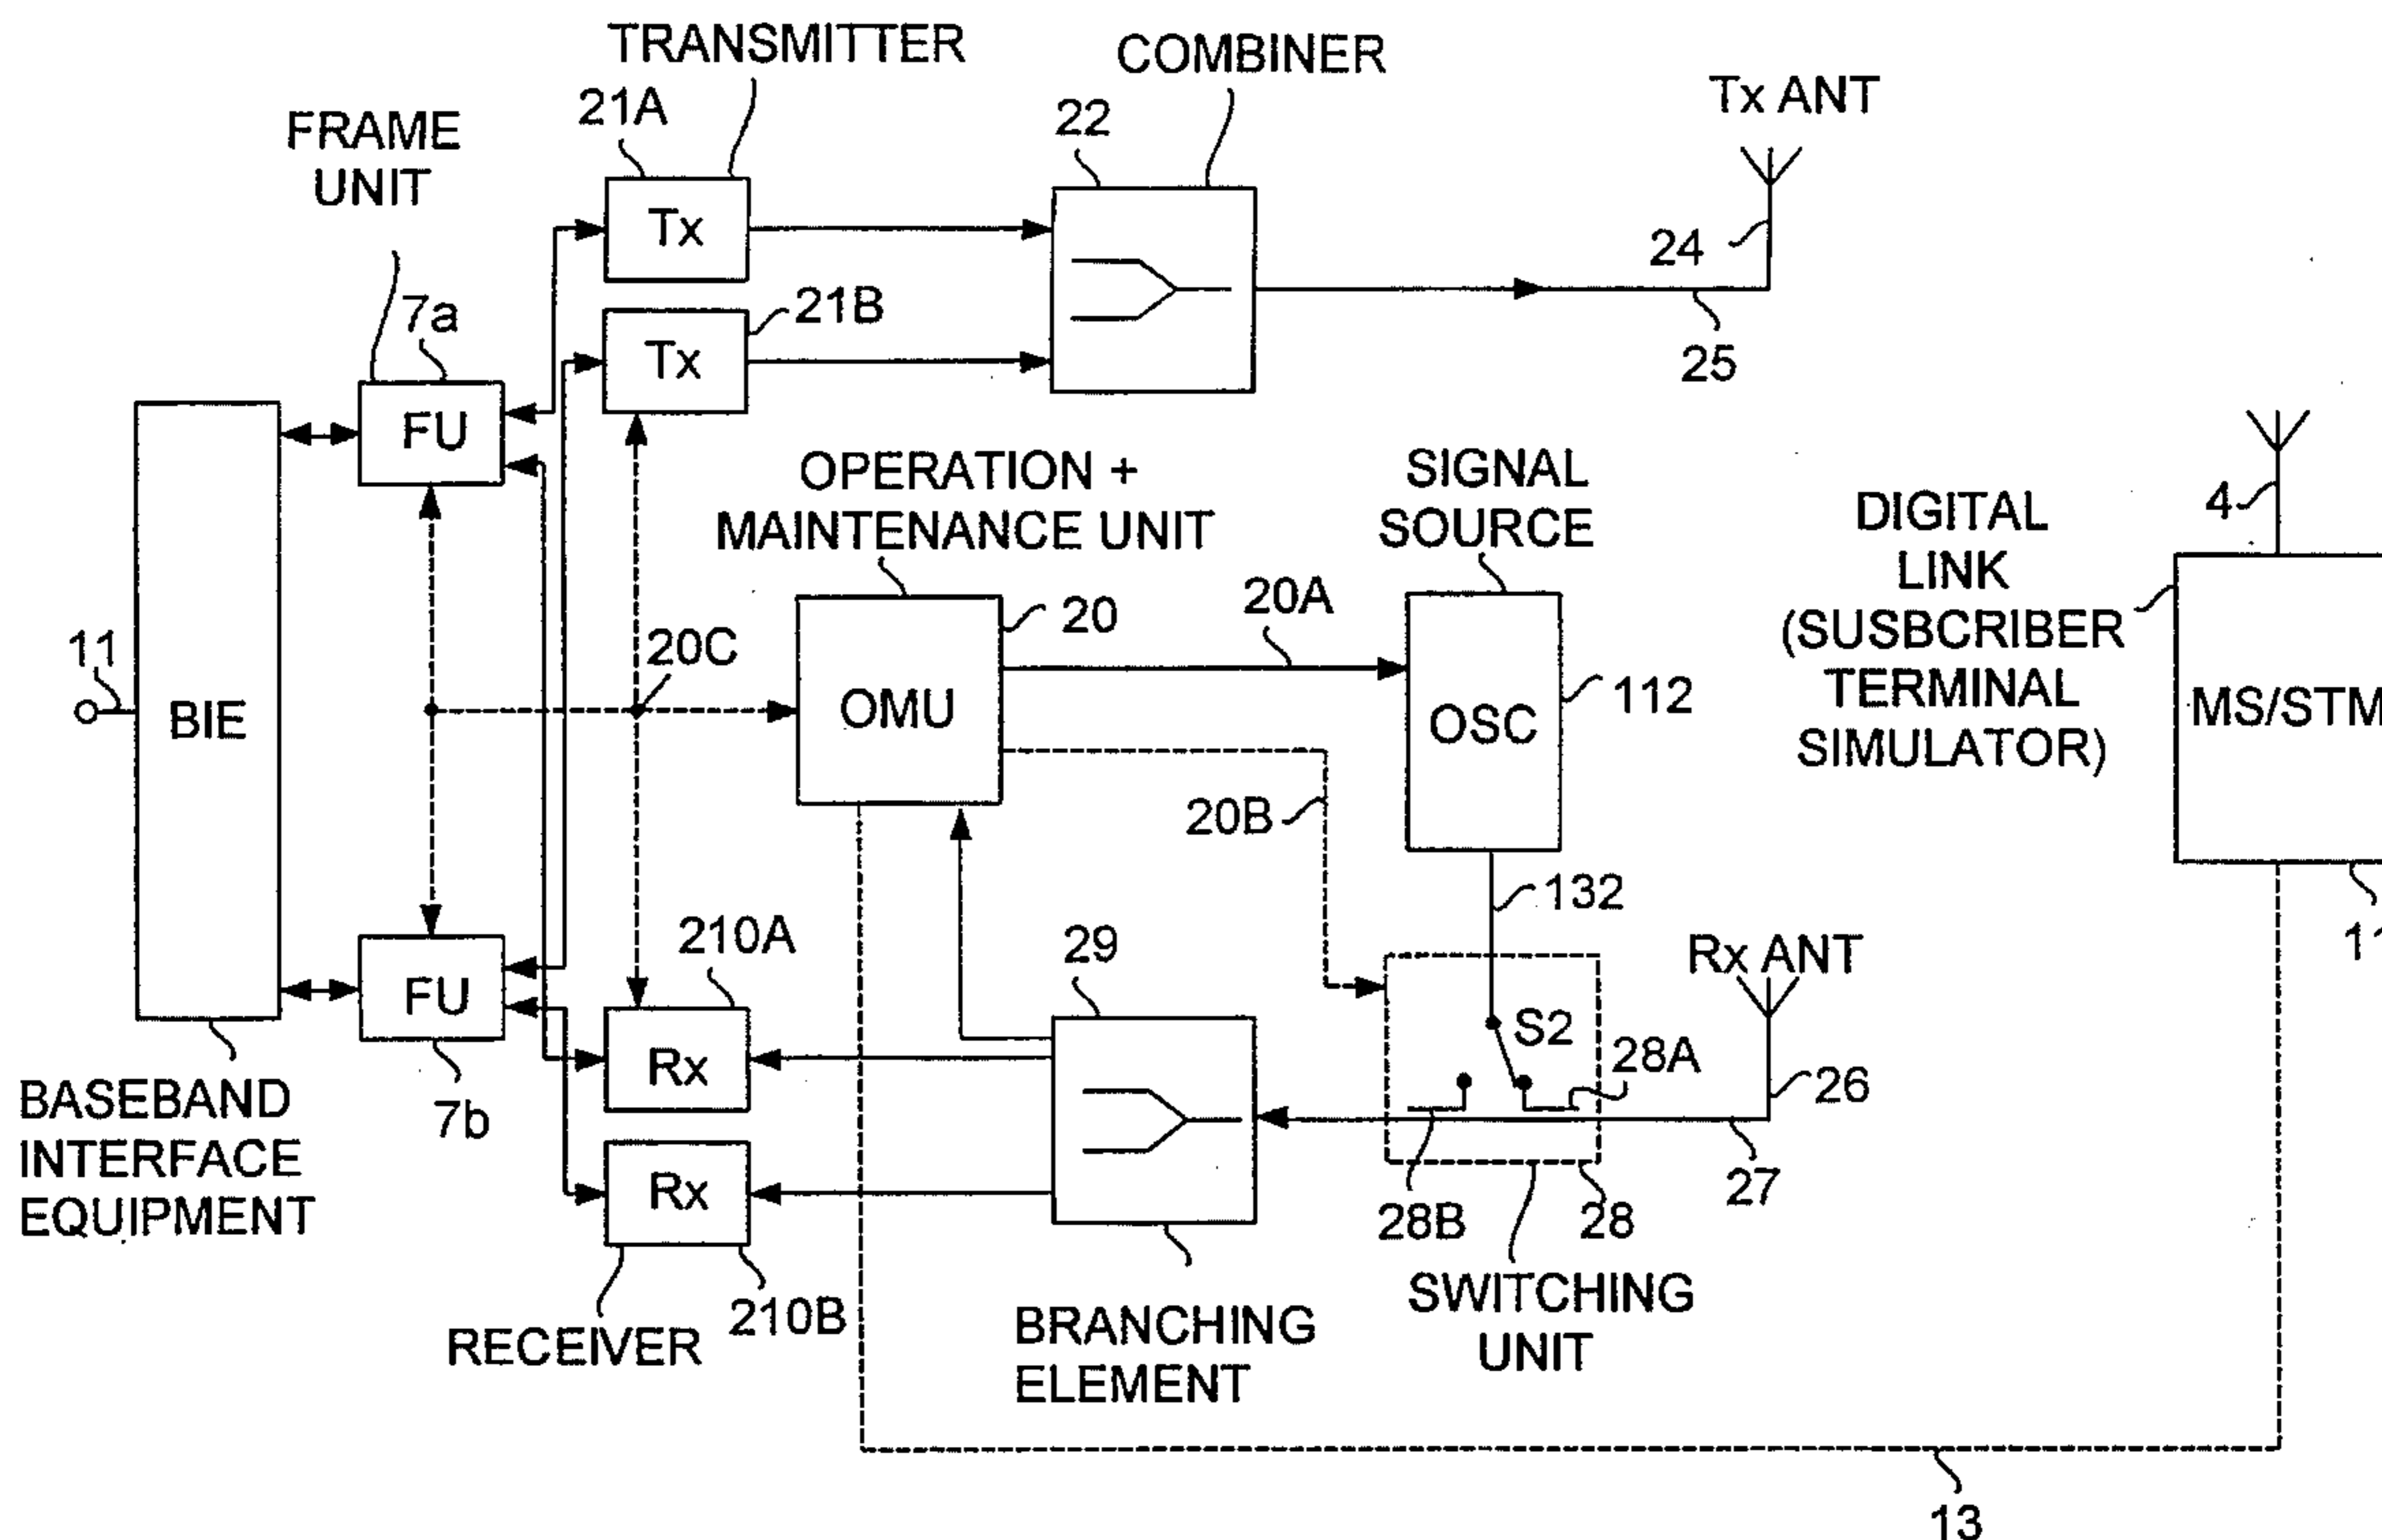 TRANSMITTER
COMBINER
Tx ANT
21A
22
FRAME
UNIT
Tx
24
7a
21B
25
FU
Tx
OPERATION +
MAINTENANCE UNIT
SIGNAL
SOURCE
DIGITAL
LINK
(SUSBCRIBER
TERMINAL
SIMULATOR)
4
20
20A
11
20C
BIE
OMU
OSC
112
MS/STM
20B
132
11
210A
29
Rx ANT
FU
S2
28A
Rx
26
BASEBAND
INTERFACE
EQUIPMENT
7b
Rx
28B
28
27
210B
RECEIVER
BRANCHING
ELEMENT
SWITCHING
UNIT
13